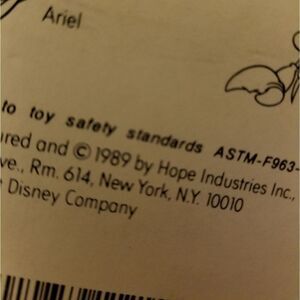 Ariel
to toy safety standards ASTM-F963-
ured and © 1989 by Hope Industries Inc.,
ve., Rm. 614, New York, N.Y. 10010
Disney Company